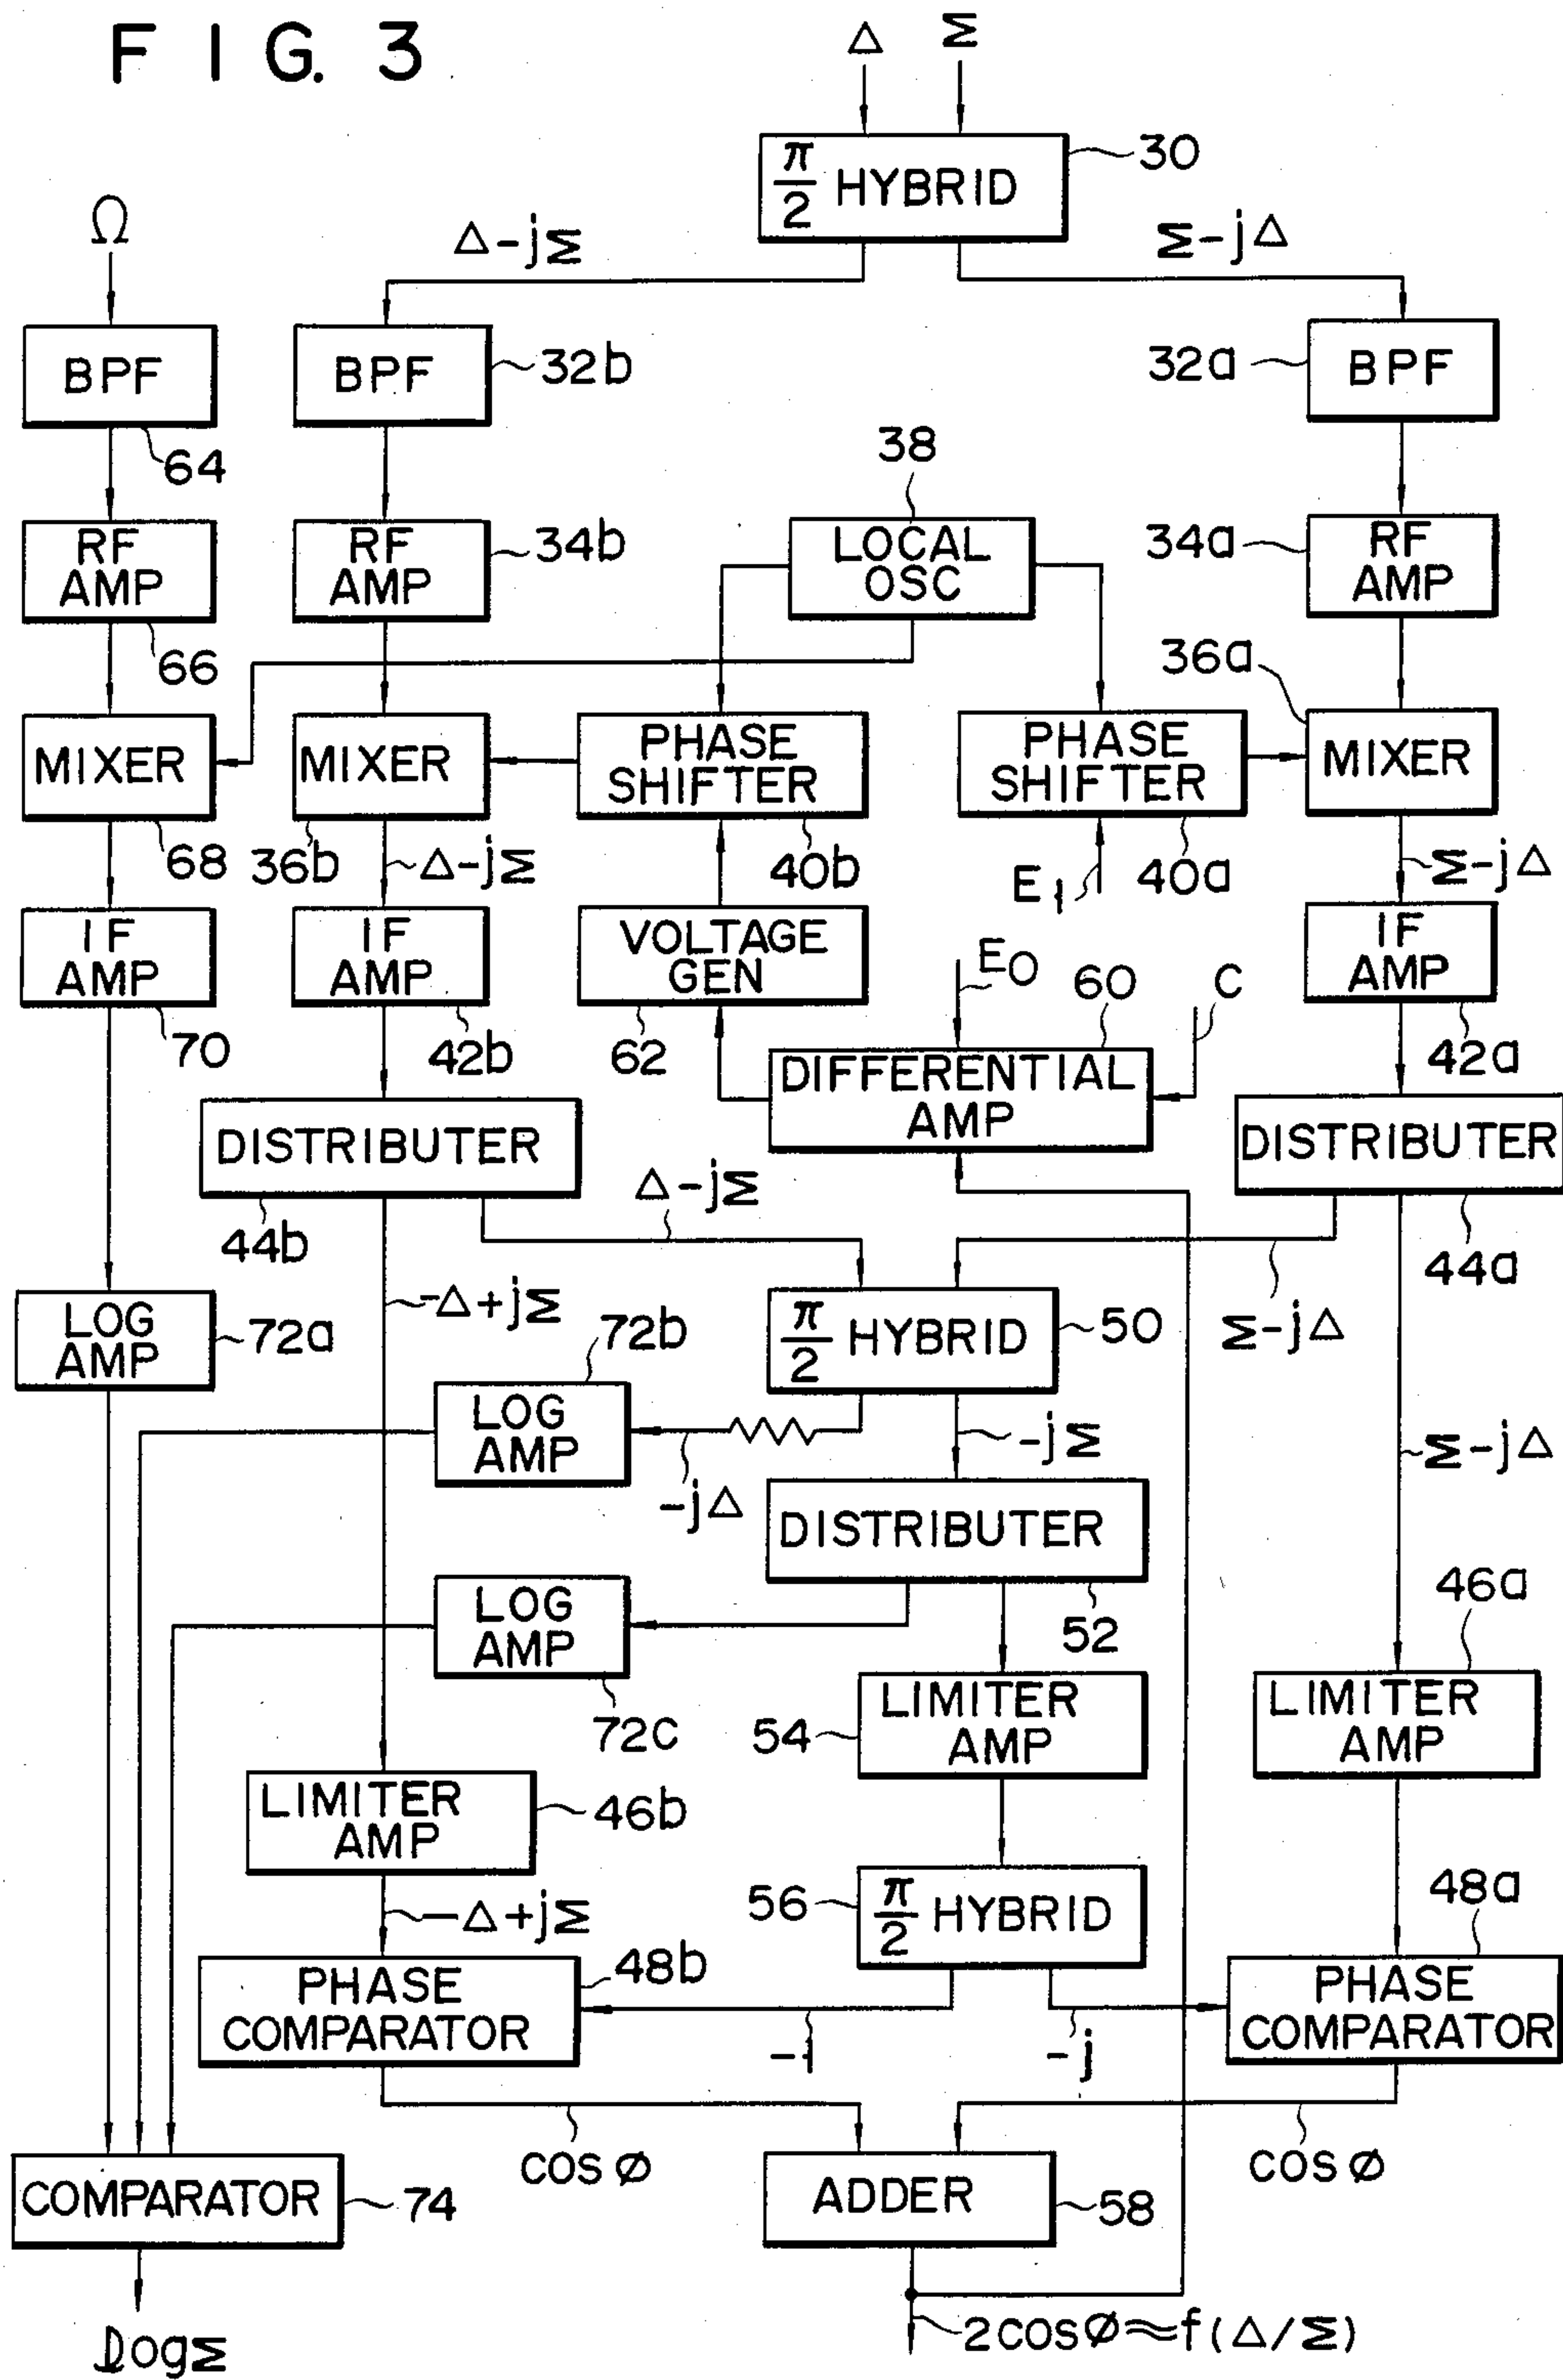 FIG. 3
Δ Σ
π/2 HYBRID
30
Ω
Δ-jΣ
Σ-jΔ
BPF
64
BPF
32b
32a
BPF
38
RF
AMP
66
RF
AMP
34b
LOCAL
OSC
34a
RF
AMP
36a
MIXER
68
MIXER
36b
PHASE
SHIFTER
40b
PHASE
SHIFTER
40a
MIXER
Δ-jΣ
E1
Σ-jΔ
IF
AMP
70
IF
AMP
42b
VOLTAGE
GEN
62
E0
60
C
IF
AMP
42a
DIFFERENTIAL
AMP
DISTRIBUTER
44b
DISTRIBUTER
44a
Δ-jΣ
-Δ+jΣ
Σ-jΔ
LOG
AMP
72a
72b
π/2 HYBRID
50
LOG
AMP
-jΔ
-jΣ
Σ-jΔ
DISTRIBUTER
52
LOG
AMP
72c
46a
54
LIMITER
AMP
LIMITER
AMP
LIMITER
AMP
46b
56
π/2 HYBRID
48a
-Δ+jΣ
PHASE
COMPARATOR
48b
PHASE
COMPARATOR
-1
-j
cosø
cosø
COMPARATOR
74
ADDER
58
logΣ
2cosø≈f(Δ/Σ)